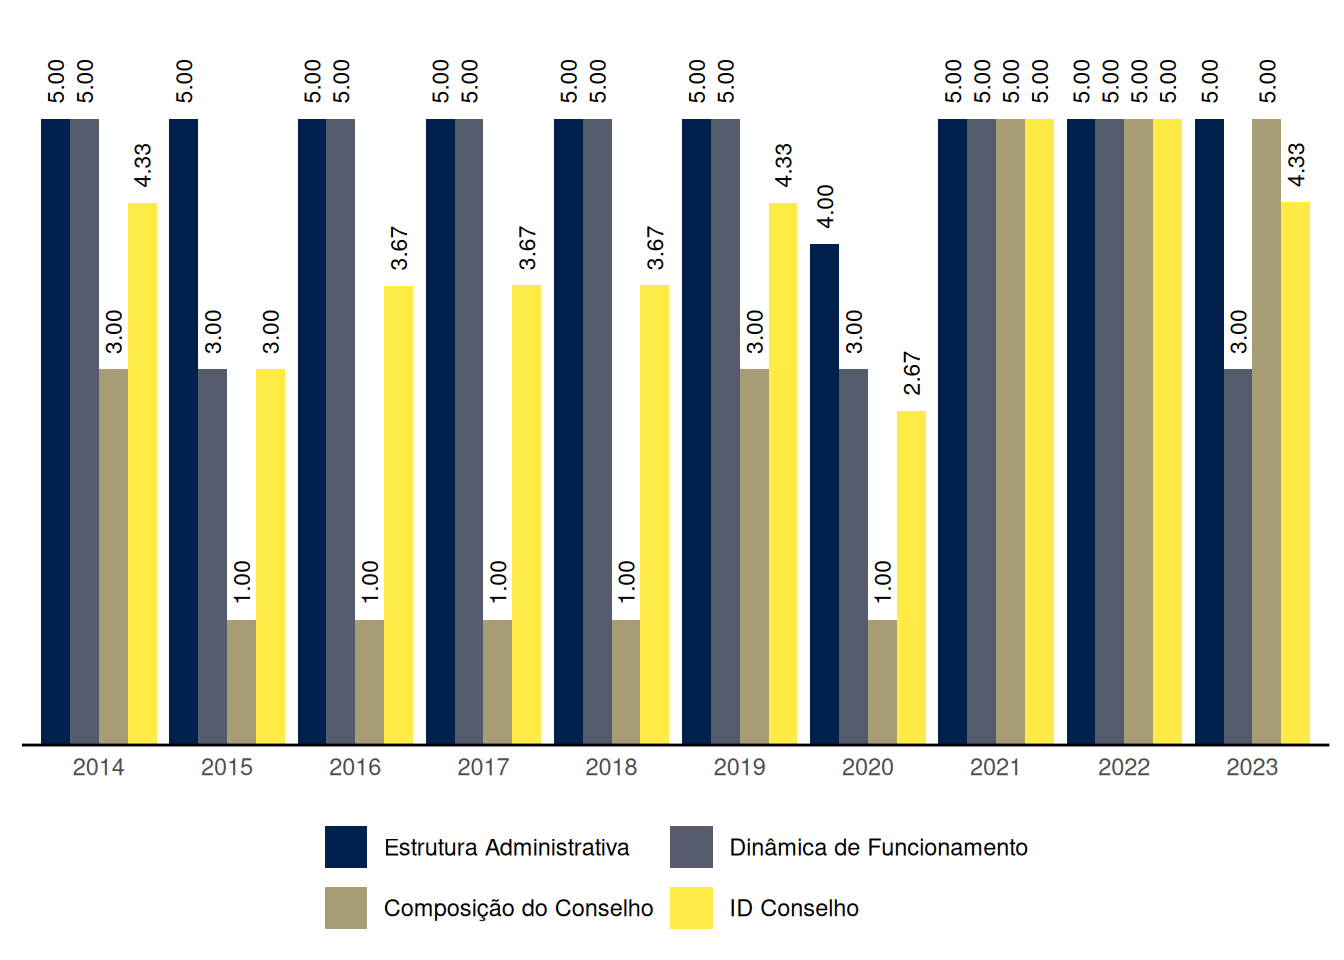 5.00 5.00 3.00 4.33
5.00 3.00 1.00 3.00
5.00 5.00 1.00 3.67
5.00 5.00 1.00 3.67
5.00 5.00 1.00 3.67
5.00 5.00 3.00 4.33
4.00 3.00 1.00 2.67
5.00 5.00 5.00 5.00
5.00 5.00 5.00 5.00
5.00 3.00 5.00 4.33
2014 2015 2016 2017 2018 2019 2020 2021 2022 2023
Estrutura Administrativa Dinâmica de Funcionamento
Composição do Conselho ID Conselho